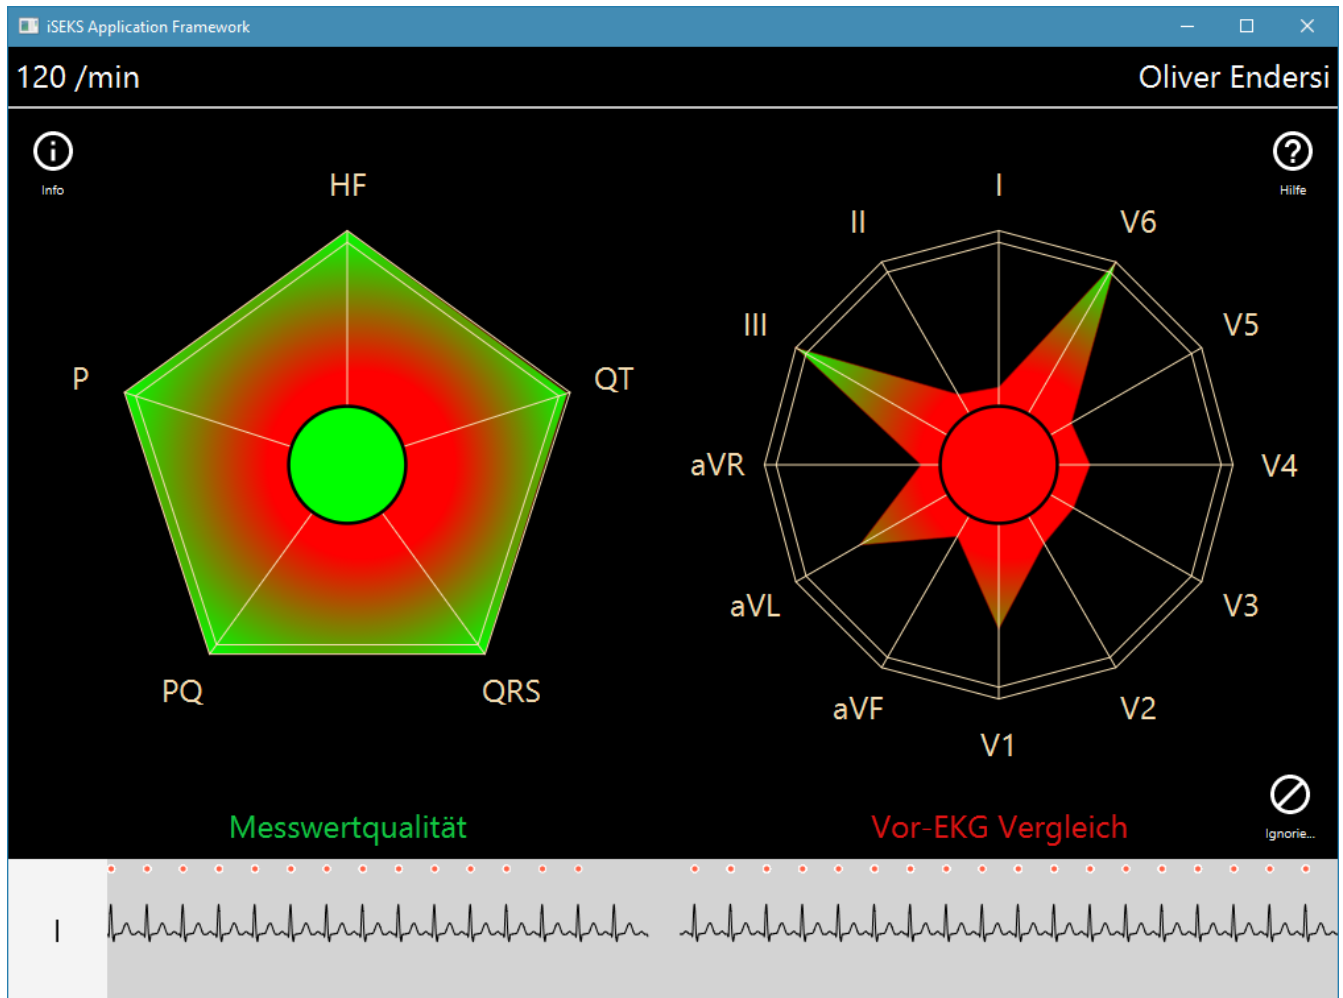 iSEKS Application Framework
120 /min
Oliver Endersi
Info
Hilfe
HF
QT
QRS
PQ
P
I
V6
V5
V4
V3
V2
V1
aVF
aVL
aVR
III
II
Messwertqualität
Vor-EKG Vergleich
Ignorie...
I